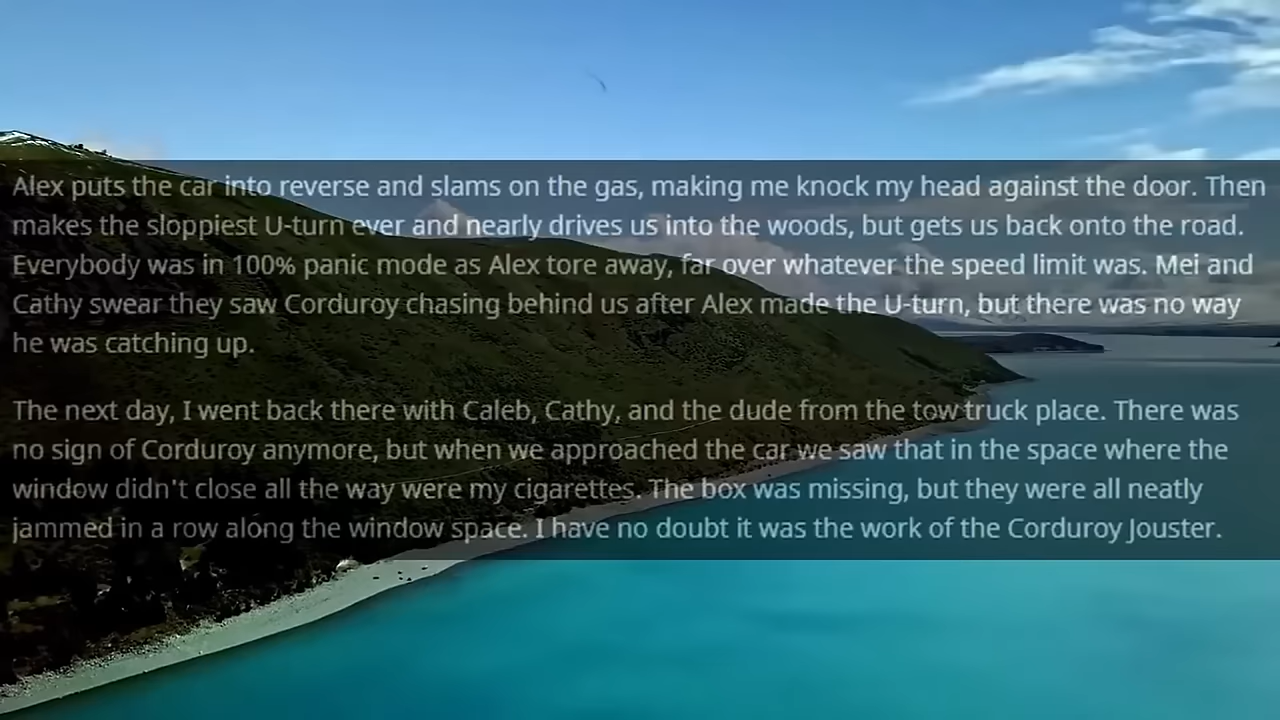 Alex puts the car into reverse and slams on the gas, making me knock my head against the door. Then
makes the sloppiest U-turn ever and nearly drives us into the woods, but gets us back onto the road.
Everybody was in 100% panic mode as Alex tore away, far over whatever the speed limit was. Mei and
Cathy swear they saw Corduroy chasing behind us after Alex made the U-turn, but there was no way
he was catching up.
The next day, I went back there with Caleb, Cathy, and the dude from the tow truck place. There was
no sign of Corduroy anymore, but when we approached the car we saw that in the space where the
window didn't close all the way were my cigarettes. The box was missing, but they were all neatly
jammed in a row along the window space. I have no doubt it was the work of the Corduroy Jouster.